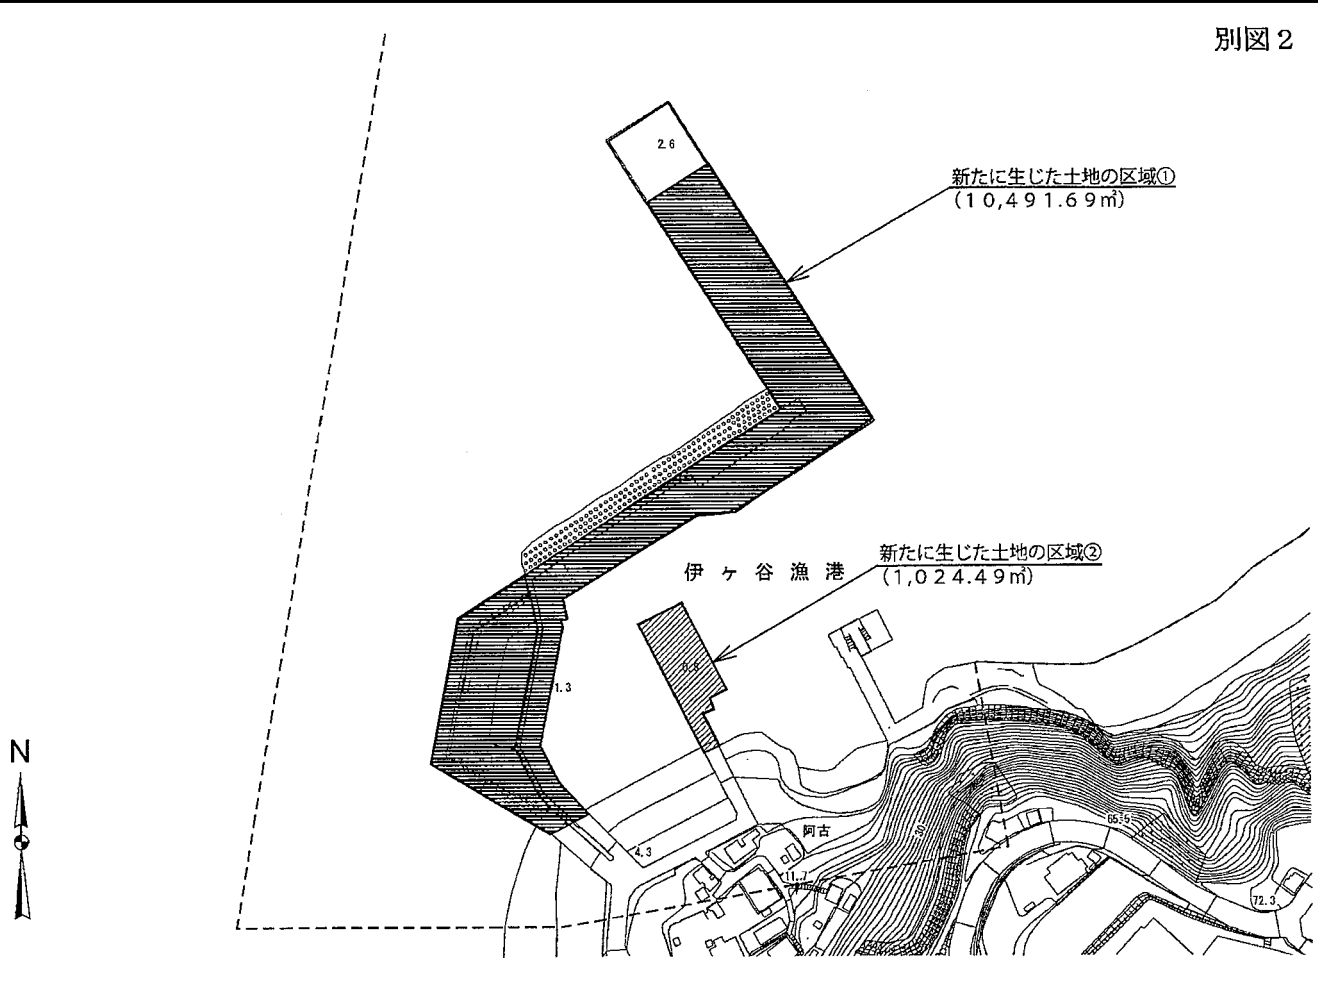 別図２
2.6
新たに生じた土地の区域①
(10,491.69㎡)
新たに生じた土地の区域②
(1,024.49㎡)
伊ヶ谷漁港
1.3
N
阿古
4.3
11.7
30
65.5
72.3